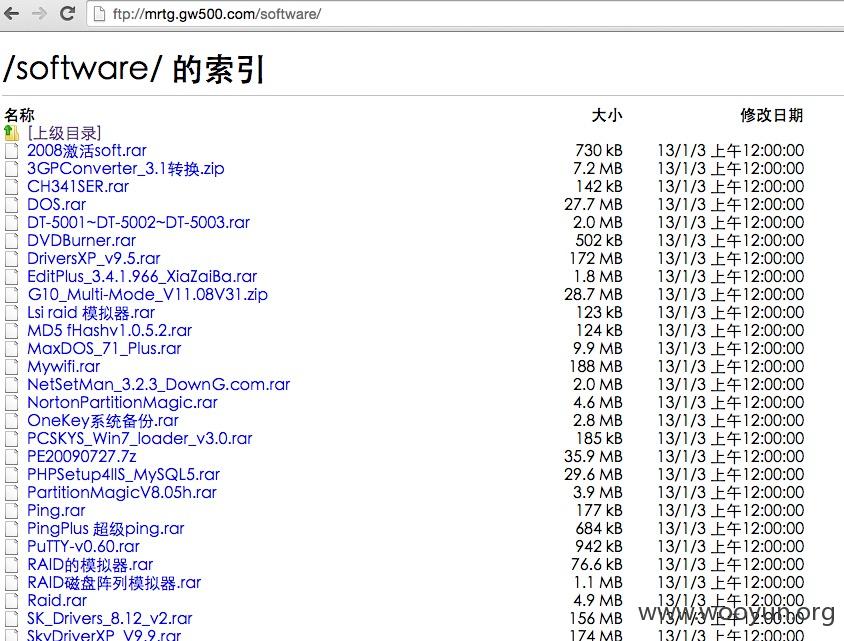 ftp://mrtg.gw500.com/software/
/software/ 的索引
名称 大小 修改日期
[上级目录]
2008激活soft.rar 730 kB 13/1/3 上午12:00:00
3GPConverter_3.1转换.zip 7.2 MB 13/1/3 上午12:00:00
CH341SER.rar 142 kB 13/1/3 上午12:00:00
DOS.rar 27.7 MB 13/1/3 上午12:00:00
DT-5001~DT-5002~DT-5003.rar 2.0 MB 13/1/3 上午12:00:00
DVDBurner.rar 502 kB 13/1/3 上午12:00:00
DriversXP_v9.5.rar 172 MB 13/1/3 上午12:00:00
EditPlus_3.4.1.966_XiaZaiBa.rar 1.8 MB 13/1/3 上午12:00:00
G10_Multi-Mode_V11.08V31.zip 28.7 MB 13/1/3 上午12:00:00
Lsi raid 模拟器.rar 123 kB 13/1/3 上午12:00:00
MD5 fHashv1.0.5.2.rar 124 kB 13/1/3 上午12:00:00
MaxDOS_71_Plus.rar 9.9 MB 13/1/3 上午12:00:00
Mywifi.rar 188 MB 13/1/3 上午12:00:00
NetSetMan_3.2.3_DownG.com.rar 2.0 MB 13/1/3 上午12:00:00
NortonPartitionMagic.rar 4.6 MB 13/1/3 上午12:00:00
OneKey系统备份.rar 2.8 MB 13/1/3 上午12:00:00
PCSKYS_Win7_loader_v3.0.rar 185 kB 13/1/3 上午12:00:00
PE20090727.7z 35.9 MB 13/1/3 上午12:00:00
PHPSetup4IIS_MySQL5.rar 29.6 MB 13/1/3 上午12:00:00
PartitionMagicV8.05h.rar 3.9 MB 13/1/3 上午12:00:00
Ping.rar 177 kB 13/1/3 上午12:00:00
PingPlus 超级ping.rar 684 kB 13/1/3 上午12:00:00
PuTTY-v0.60.rar 942 kB 13/1/3 上午12:00:00
RAID的模拟器.rar 76.6 kB 13/1/3 上午12:00:00
RAID磁盘阵列模拟器.rar 1.1 MB 13/1/3 上午12:00:00
Raid.rar 4.9 MB 13/1/3 上午12:00:00
SK_Drivers_8.12_v2.rar 156 MB 13/1/3 上午12:00:00
SkyDriverXP_V9.9.rar 174 MB 13/1/3 上午12:00:00
www.wooyun.org